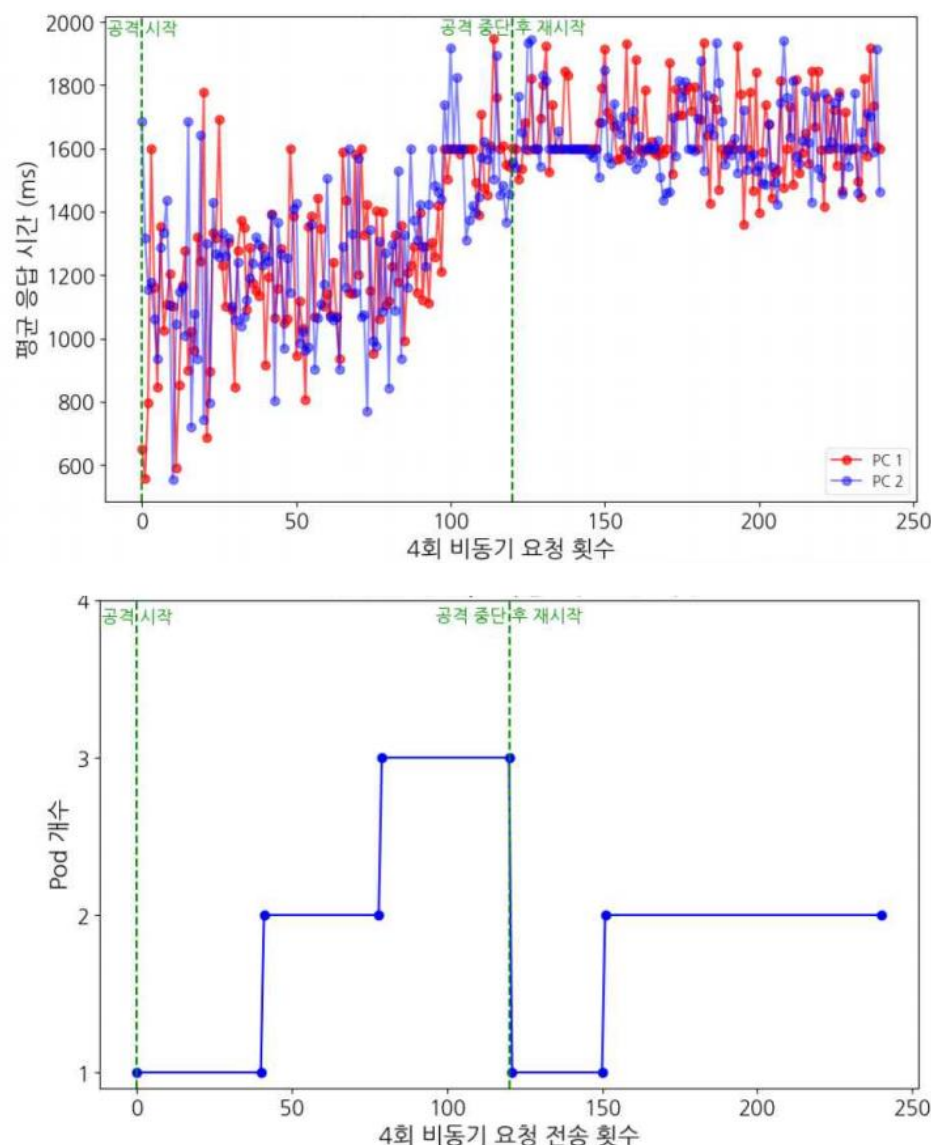 공격 시작
공격 중단 후 재시작
2000
1800
1600
1400
1200
1000
800
600
평균 응답 시간 (ms)
PC 1
PC 2
0 50 100 150 200 250
4회 비동기 요청 횟수
공격 시작
공격 중단 후 재시작
4
3
2
1
Pod 개수
0 50 100 150 200 250
4회 비동기 요청 전송 횟수